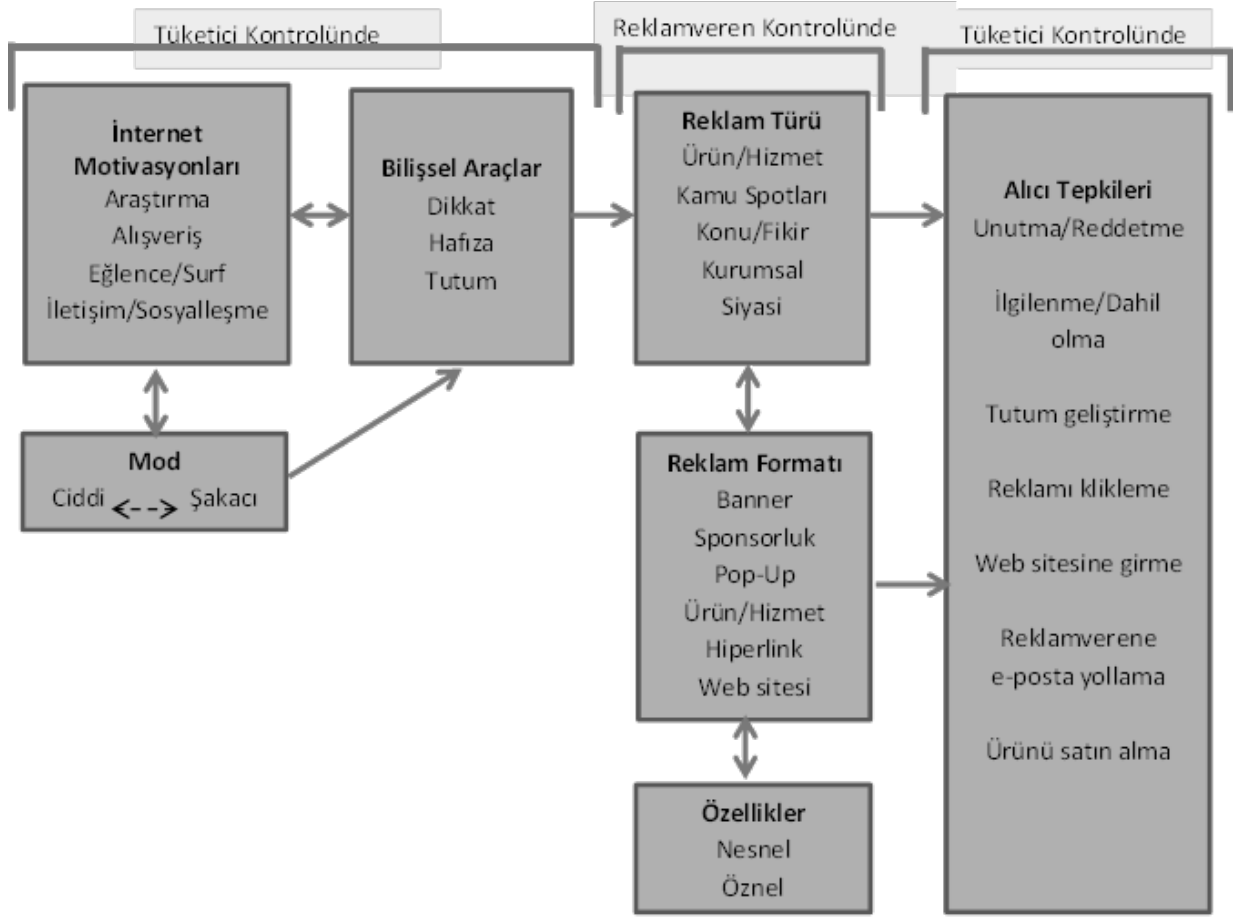 Tüketici Kontrolünde
Reklamveren Kontrolünde
Tüketici Kontrolünde
İnternet
Motivasyonları
Araştırma
Alışveriş
Eğlence/Surf
İletişim/Sosyalleşme
Bilişsel Araçlar
Dikkat
Hafıza
Tutum
Mod
Ciddi
Şakacı
Reklam Türü
Ürün/Hizmet
Kamu Spotları
Konu/Fikir
Kurumsal
Siyasi
Reklam Formatı
Banner
Sponsorluk
Pop-Up
Ürün/Hizmet
Hiperlink
Web sitesi
Özellikler
Nesnel
Öznel
Alıcı Tepkileri
Unutma/Reddetme
İlgilenme/Dahil
olma
Tutum geliştirme
Reklamı klikleme
Web sitesine girme
Reklamverene
e-posta yollama
Ürünü satın alma